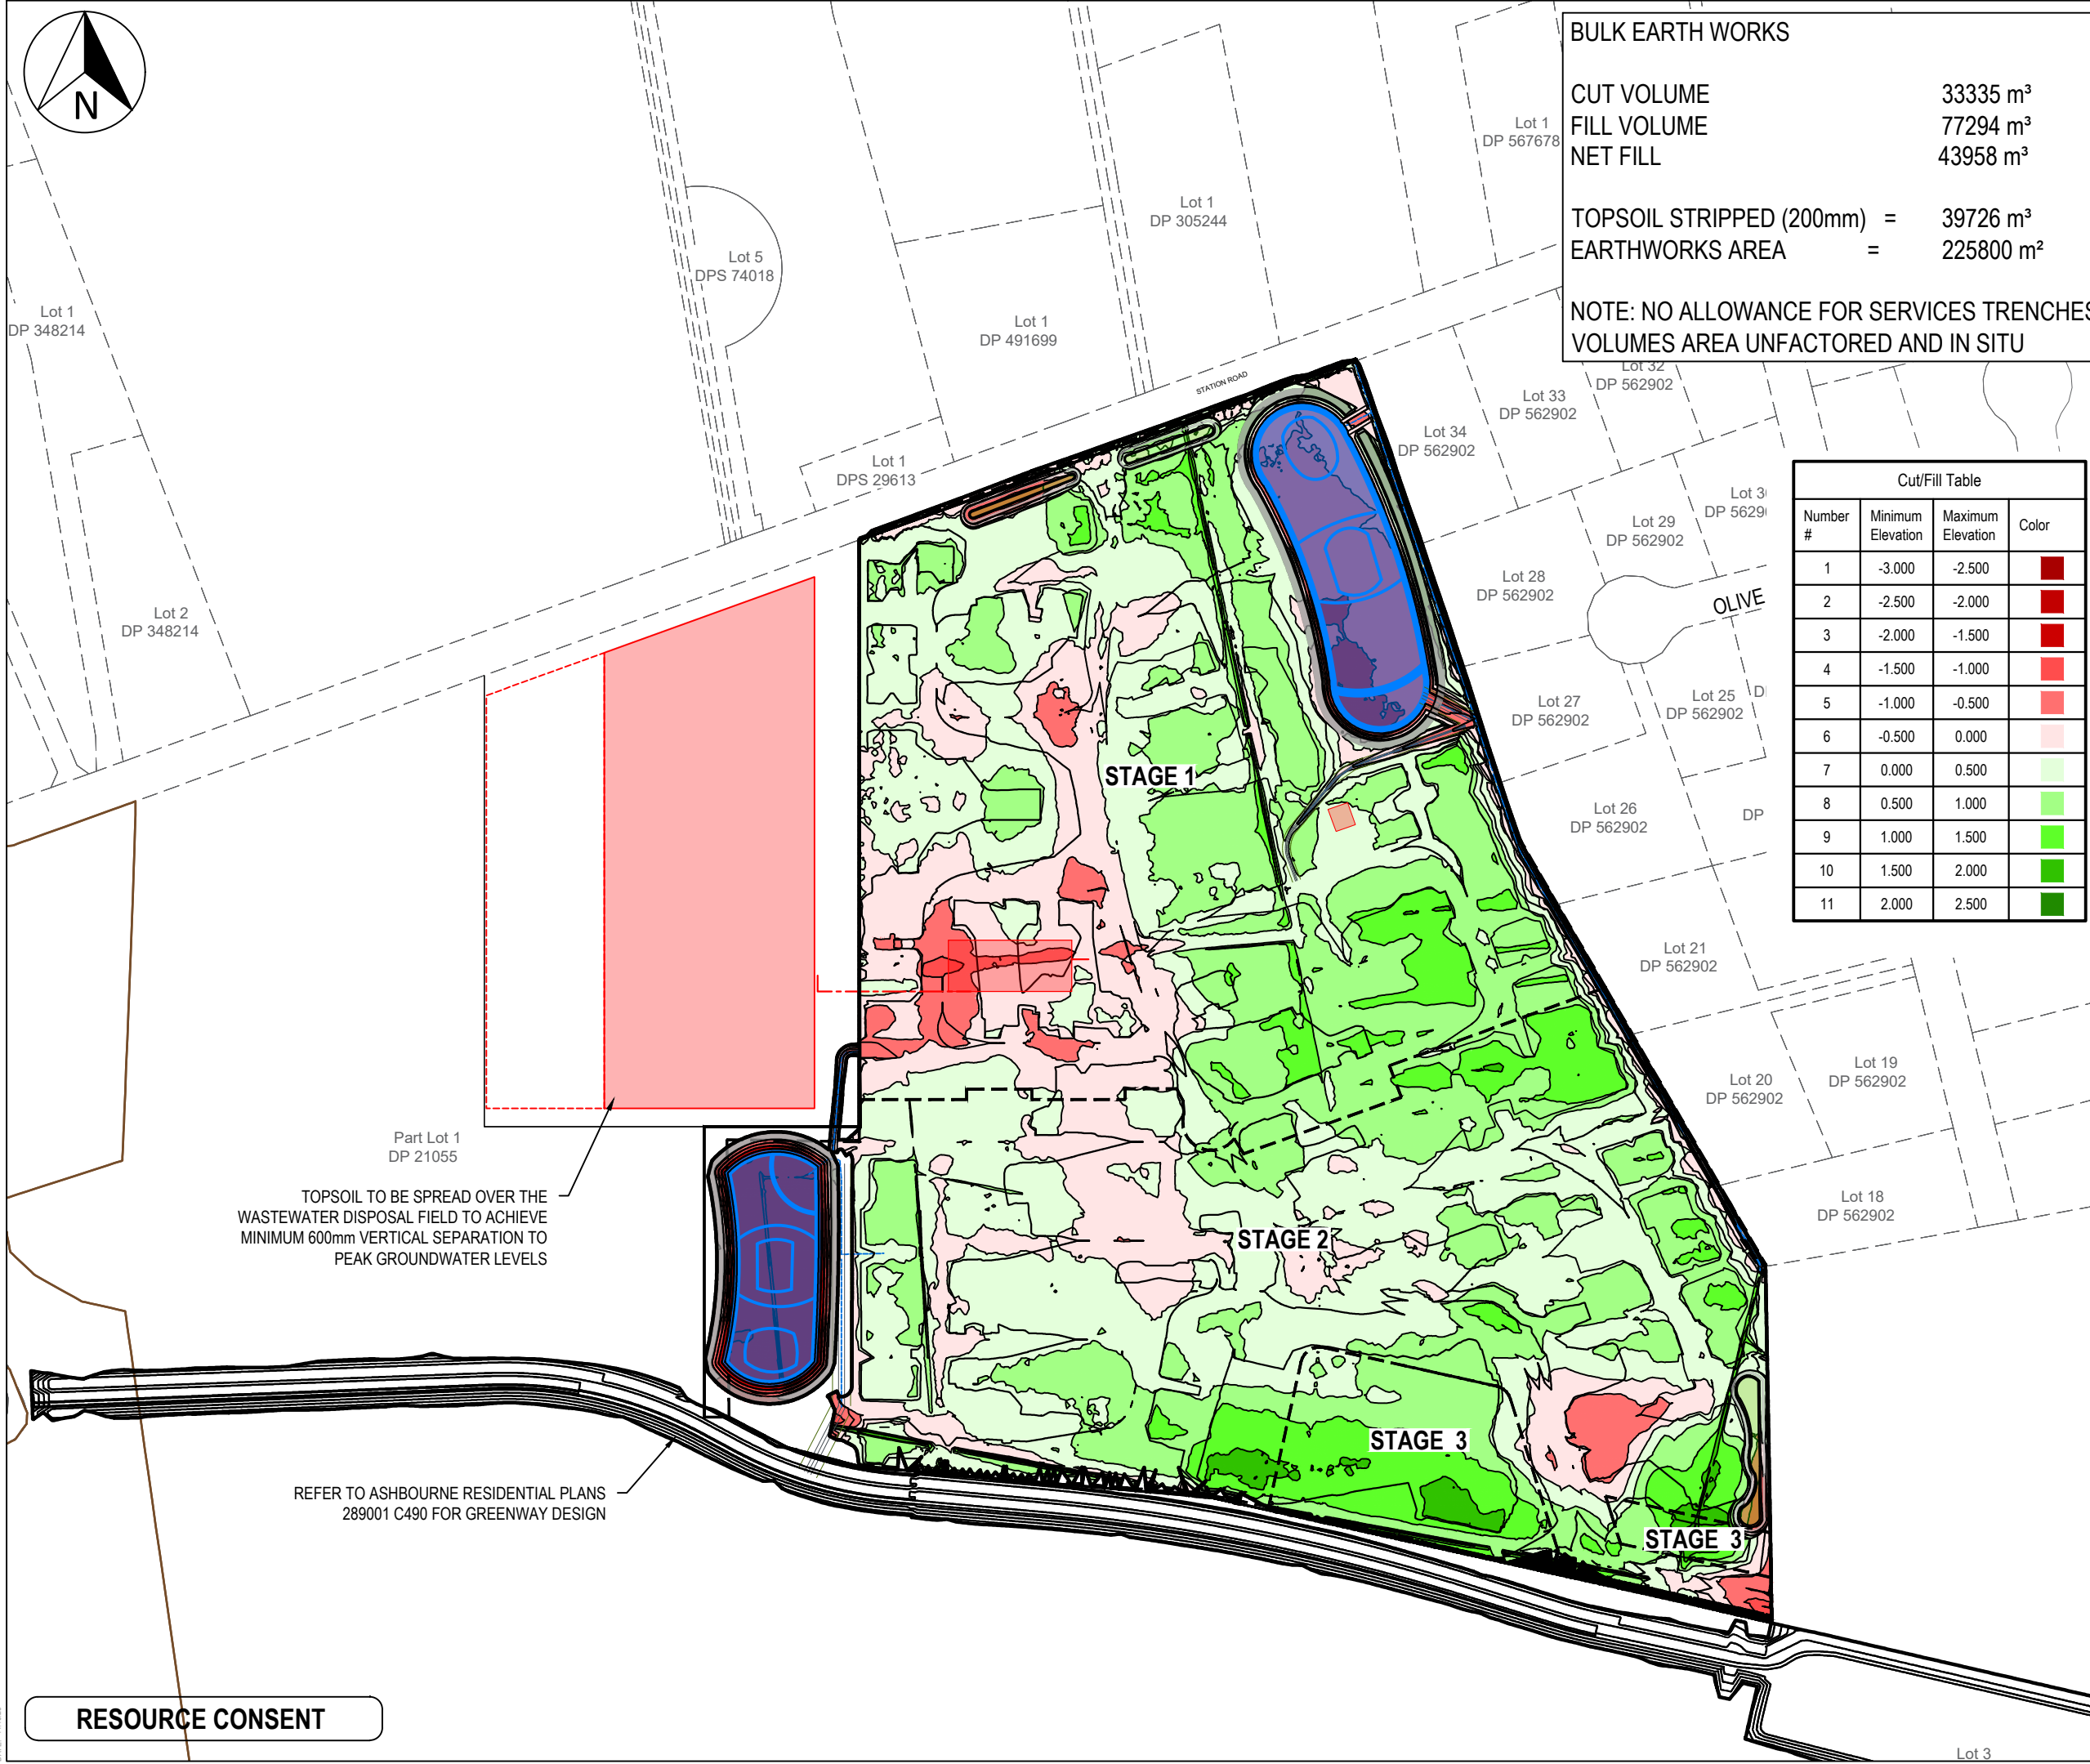 N
BULK EARTH WORKS
CUT VOLUME 33335 m³
FILL VOLUME 77294 m³
NET FILL 43958 m³
TOPSOIL STRIPPED (200mm) = 39726 m³
EARTHWORKS AREA = 225800 m²
NOTE: NO ALLOWANCE FOR SERVICES TRENCHES
VOLUMES AREA UNFACTORED AND IN SITU
Lot 1
DP 567678
Lot 1
DP 305244
Lot 5
DPS 74018
Lot 1
DP 348214
Lot 1
DP 491699
Lot 2
DP 348214
Lot 1
DPS 29613
STATION ROAD
Lot 32
DP 562902
Lot 33
DP 562902
Lot 34
DP 562902
Lot 29
DP 562902
Lot 28
DP 562902
OLIVE
Lot 27
DP 562902
Lot 25
DP 562902
Lot 26
DP 562902
DP
Lot 21
DP 562902
Lot 20
DP 562902
Lot 19
DP 562902
Lot 18
DP 562902
Cut/Fill Table
Number # Minimum Elevation Maximum Elevation Color
1 -3.000 -2.500
2 -2.500 -2.000
3 -2.000 -1.500
4 -1.500 -1.000
5 -1.000 -0.500
6 -0.500 0.000
7 0.000 0.500
8 0.500 1.000
9 1.000 1.500
10 1.500 2.000
11 2.000 2.500
STAGE 1
STAGE 2
STAGE 3
STAGE 3
Part Lot 1
DP 21055
TOPSOIL TO BE SPREAD OVER THE
WASTEWATER DISPOSAL FIELD TO ACHIEVE
MINIMUM 600mm VERTICAL SEPARATION TO
PEAK GROUNDWATER LEVELS
REFER TO ASHBOURNE RESIDENTIAL PLANS
289001 C490 FOR GREENWAY DESIGN
RESOURCE CONSENT
Lot 3